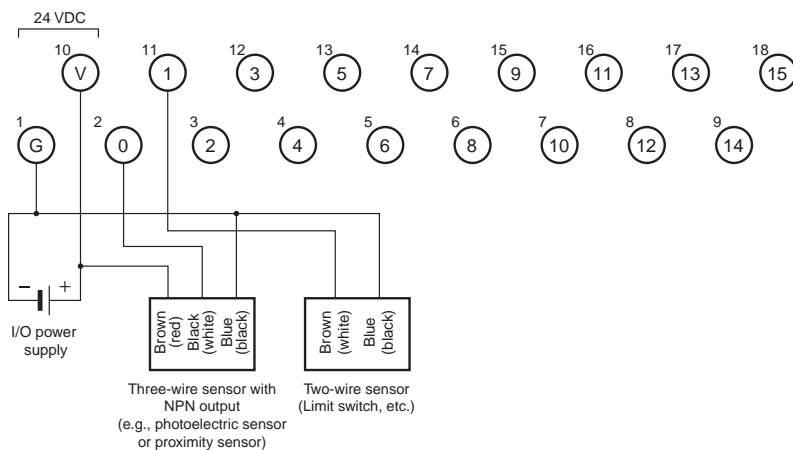 24 VDC
10 11 12 13 14 15 16 17 18
V 1 3 5 7 9 11 13 15
1 2 3 4 5 6 7 8 9
G 0 2 4 6 8 10 12 14
− +
I/O power
supply
Brown
(red)
Black
(white)
Blue
(black)
Brown
(white)
Blue
(black)
Three-wire sensor with
NPN output
(e.g., photoelectric sensor
or proximity sensor)
Two-wire sensor
(Limit switch, etc.)